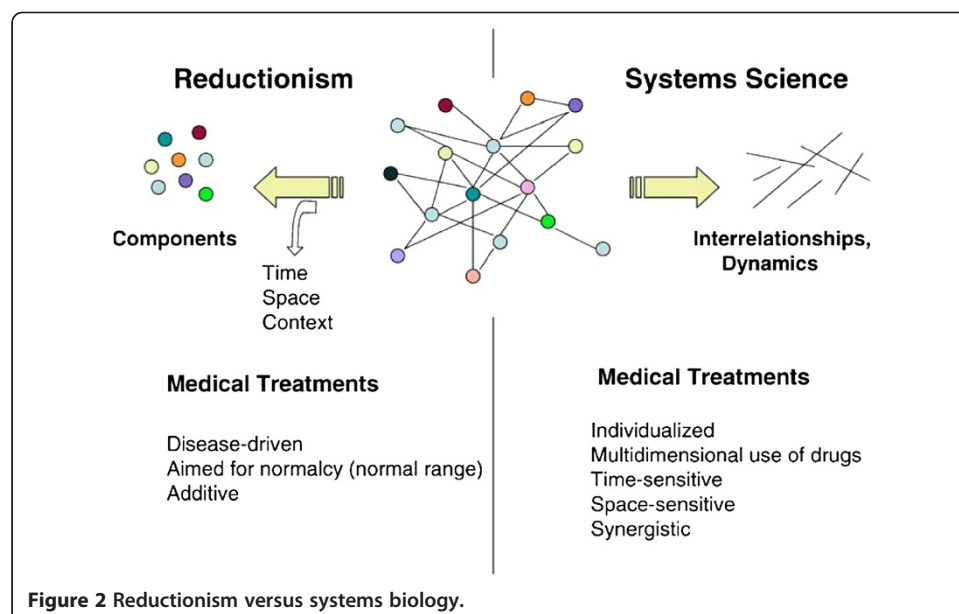 Reductionism
Components
Time
Space
Context
Medical Treatments
Disease-driven
Aimed for normalcy (normal range)
Additive
Systems Science
Interrelationships,
Dynamics
Medical Treatments
Individualized
Multidimensional use of drugs
Time-sensitive
Space-sensitive
Synergistic
Figure 2 Reductionism versus systems biology.